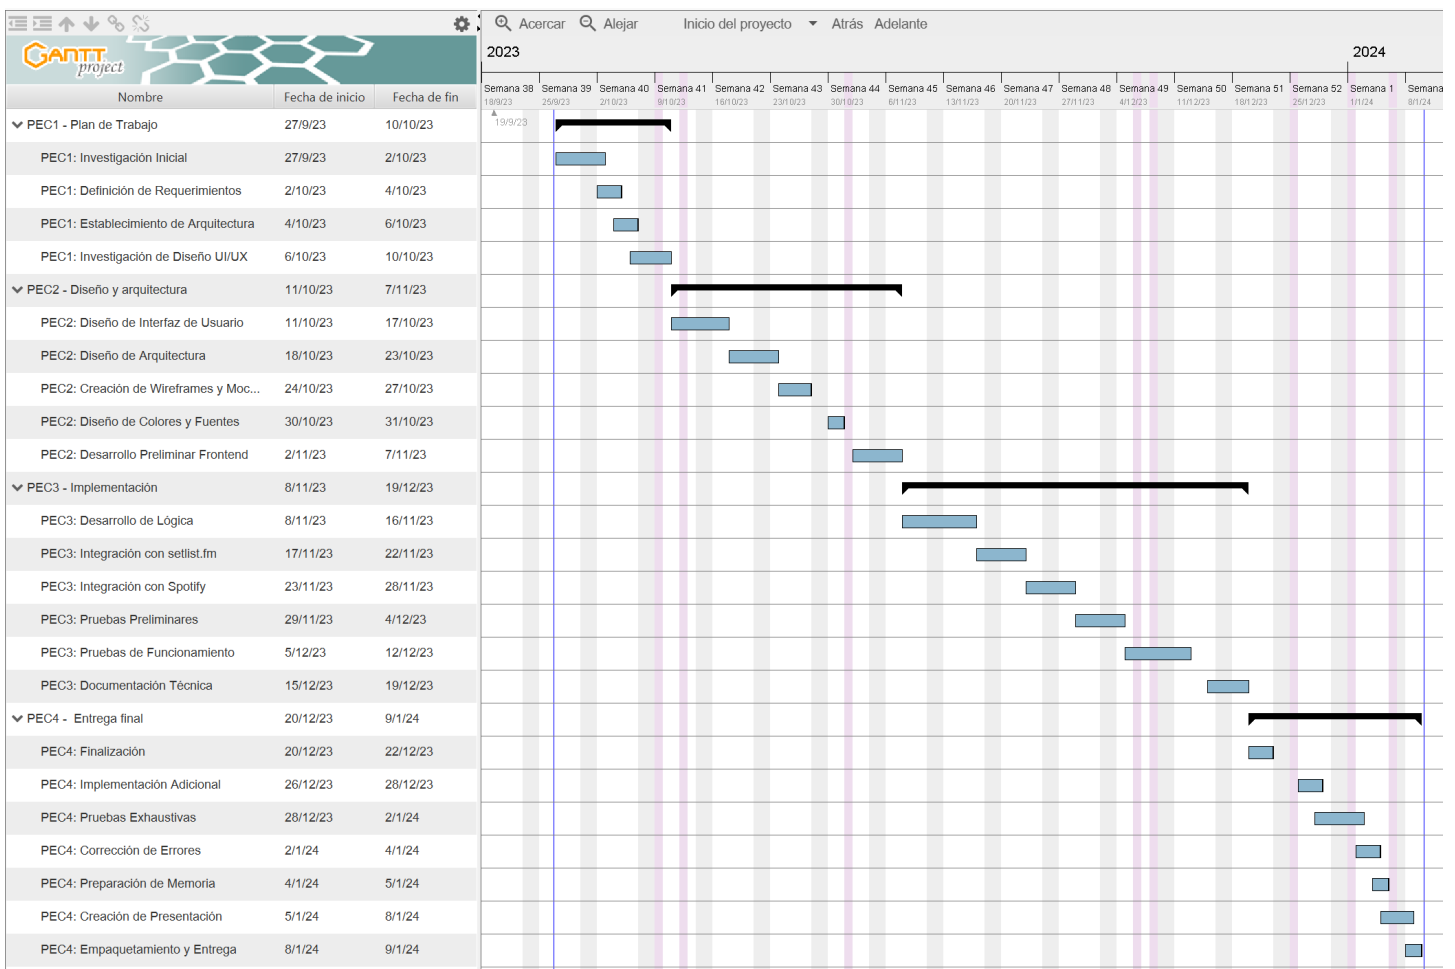 Acercar Alejar Inicio del proyecto Atrás Adelante
GANTT project
2023 2024
Semana 38 Semana 39 Semana 40 Semana 41 Semana 42 Semana 43 Semana 44 Semana 45 Semana 46 Semana 47 Semana 48 Semana 49 Semana 50 Semana 51 Semana 52 Semana 1 Semana
18/9/23 25/9/23 2/10/23 9/10/23 16/10/23 23/10/23 30/10/23 6/11/23 13/11/23 20/11/23 27/11/23 4/12/23 11/12/23 18/12/23 25/12/23 1/1/24 8/1/24
Nombre Fecha de inicio Fecha de fin
PEC1 - Plan de Trabajo 27/9/23 10/10/23 19/9/23
PEC1: Investigación Inicial 27/9/23 2/10/23
PEC1: Definición de Requerimientos 2/10/23 4/10/23
PEC1: Establecimiento de Arquitectura 4/10/23 6/10/23
PEC1: Investigación de Diseño UI/UX 6/10/23 10/10/23
PEC2 - Diseño y arquitectura 11/10/23 7/11/23
PEC2: Diseño de Interfaz de Usuario 11/10/23 17/10/23
PEC2: Diseño de Arquitectura 18/10/23 23/10/23
PEC2: Creación de Wireframes y Moc... 24/10/23 27/10/23
PEC2: Diseño de Colores y Fuentes 30/10/23 31/10/23
PEC2: Desarrollo Preliminar Frontend 2/11/23 7/11/23
PEC3 - Implementación 8/11/23 19/12/23
PEC3: Desarrollo de Lógica 8/11/23 16/11/23
PEC3: Integración con setlist.fm 17/11/23 22/11/23
PEC3: Integración con Spotify 23/11/23 28/11/23
PEC3: Pruebas Preliminares 29/11/23 4/12/23
PEC3: Pruebas de Funcionamiento 5/12/23 12/12/23
PEC3: Documentación Técnica 15/12/23 19/12/23
PEC4 - Entrega final 20/12/23 9/1/24
PEC4: Finalización 20/12/23 22/12/23
PEC4: Implementación Adicional 26/12/23 28/12/23
PEC4: Pruebas Exhaustivas 28/12/23 2/1/24
PEC4: Corrección de Errores 2/1/24 4/1/24
PEC4: Preparación de Memoria 4/1/24 5/1/24
PEC4: Creación de Presentación 5/1/24 8/1/24
PEC4: Empaquetamiento y Entrega 8/1/24 9/1/24